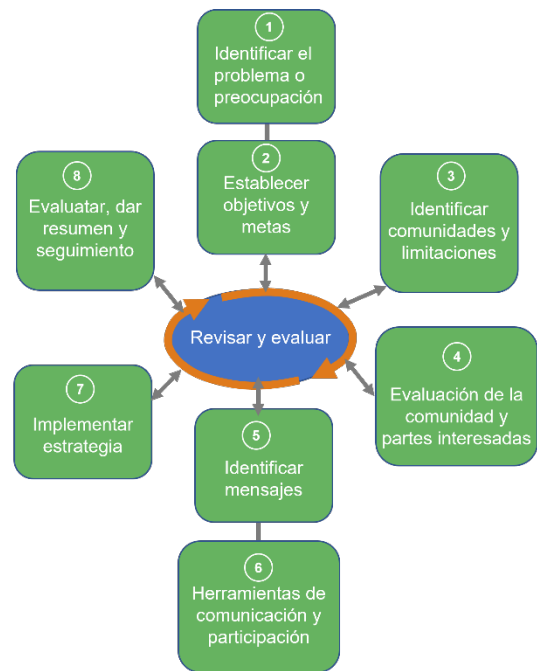 1
Identificar el
problema o
preocupación
2
Establecer
objetivos y
metas
3
Identificar
comunidades y
limitaciones
4
Evaluación de la
comunidad y
partes interesadas
5
Identificar
mensajes
6
Herramientas de
comunicación y
participación
7
Implementar
estrategia
8
Evaluatar, dar
resumen y
seguimiento
Revisar y evaluar